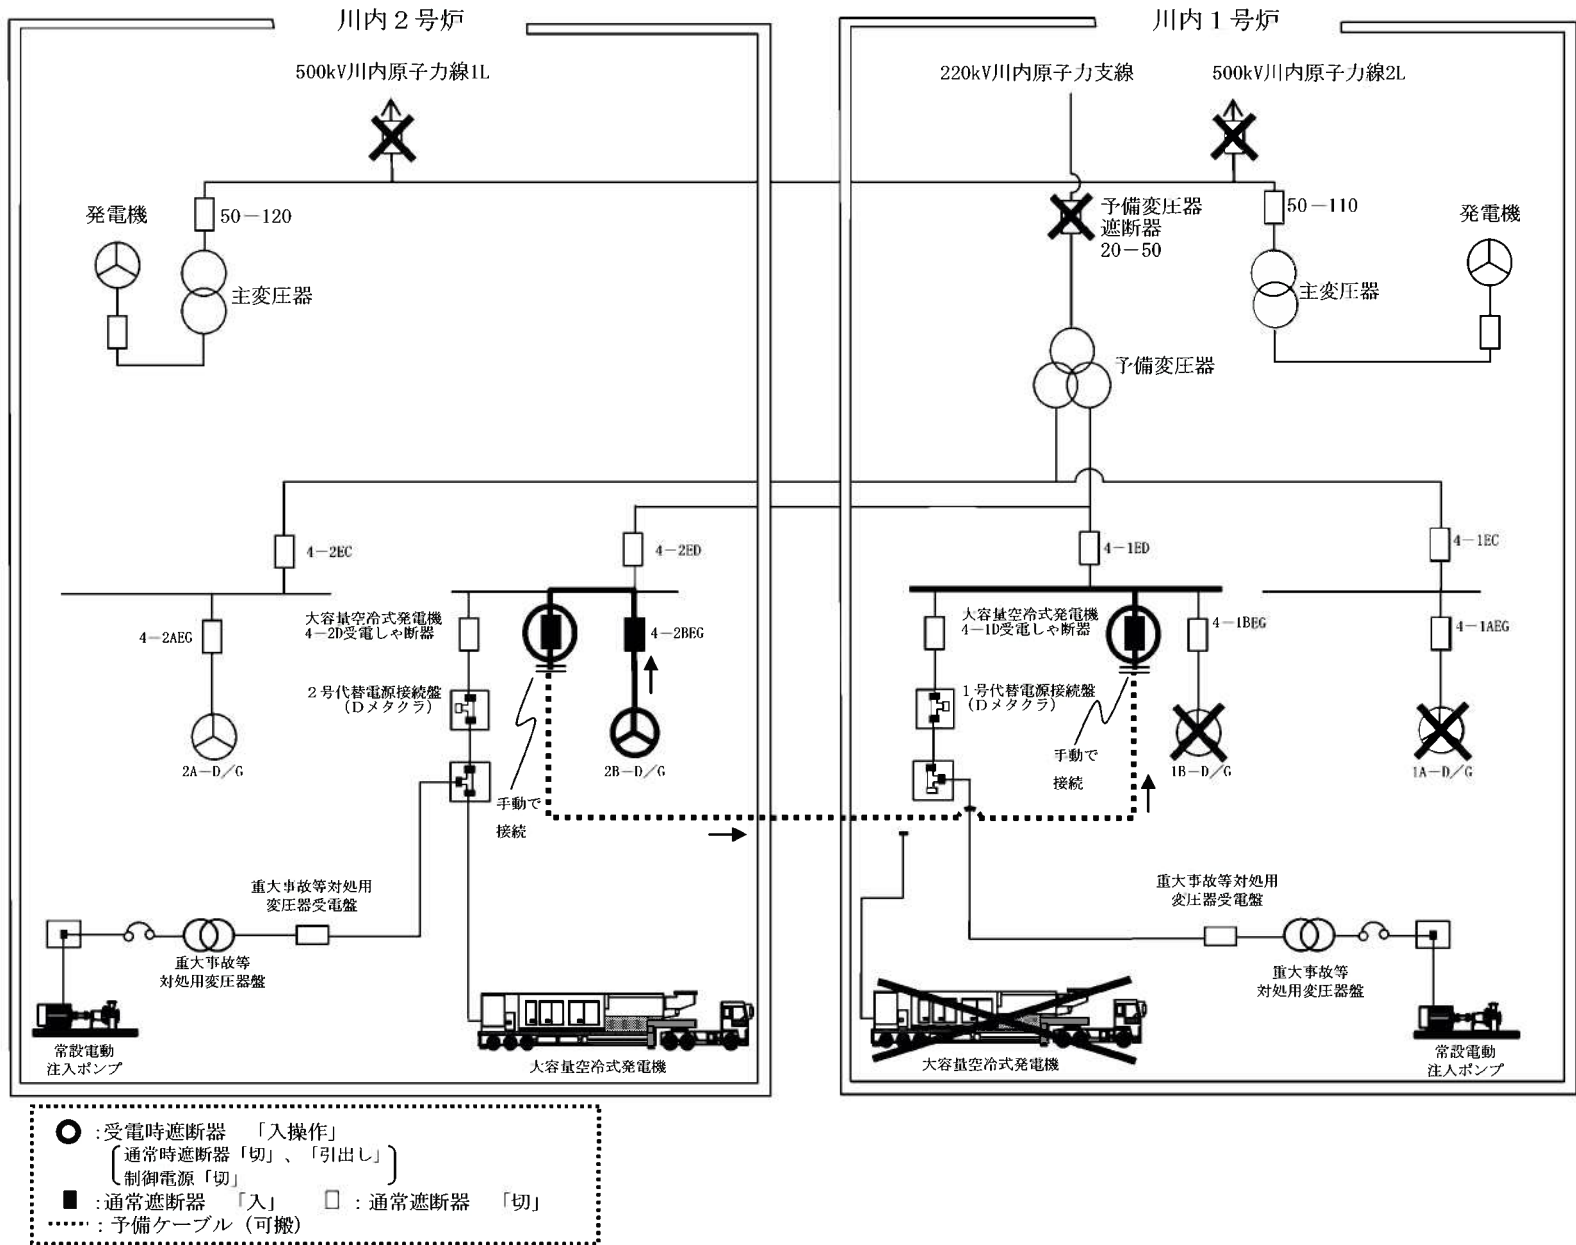 川内２号炉
500kV川内原子力線1L
発電機
50－120
主変圧器
4－2EC
4－2ED
大容量空冷式発電機
4－2D受電しゃ断器
4－2AEG
4－2BEG
２号代替電源接続盤
（Ｄメタクラ）
2A－D／G
2B－D／G
手動で
接続
重大事故等対処用
変圧器受電盤
重大事故等
対処用変圧器盤
常設電動
注入ポンプ
大容量空冷式発電機
川内１号炉
220kV川内原子力支線
500kV川内原子力線2L
予備変圧器
遮断器
20－50
50－110
発電機
主変圧器
予備変圧器
4－1ED
4－1EC
大容量空冷式発電機
4－1D受電しゃ断器
4－1BEG
4－1AEG
１号代替電源接続盤
（Ｄメタクラ）
手動で
接続
1B－D／G
1A－D／G
重大事故等対処用
変圧器受電盤
重大事故等
対処用変圧器盤
大容量空冷式発電機
常設電動
注入ポンプ
：受電時遮断器　「入操作」
通常時遮断器「切」、「引出し」
制御電源「切」
：通常遮断器　「入」　：通常遮断器　「切」
：予備ケーブル（可搬）